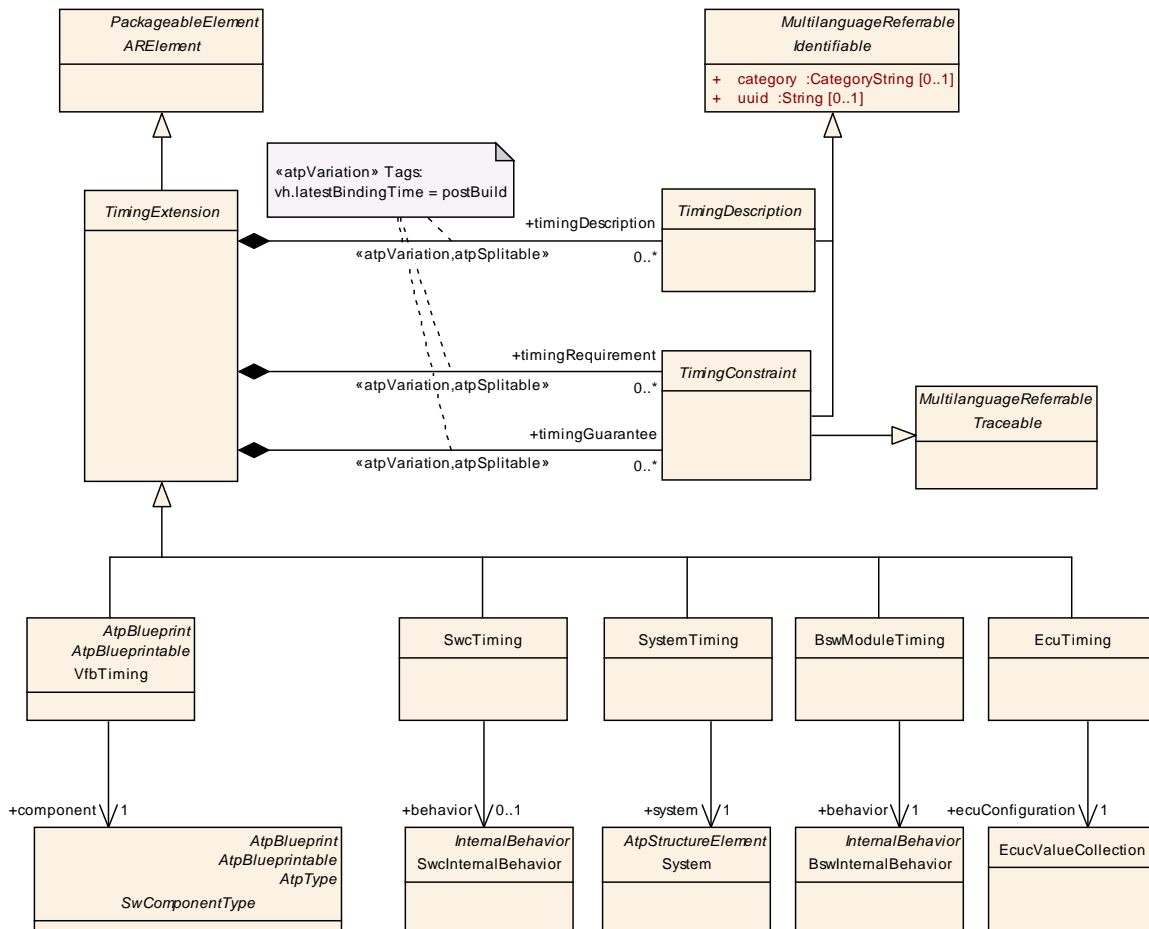 PackageableElement
ARElement
MultilanguageReferrable
Identifiable
+ category :CategoryString [0..1]
+ uuid :String [0..1]
«atpVariation» Tags:
vh.latestBindingTime = postBuild
TimingExtension
TimingDescription
+timingDescription
«atpVariation,atpSplitable»
0..*
+timingRequirement
«atpVariation,atpSplitable»
0..*
TimingConstraint
MultilanguageReferrable
Traceable
+timingGuarantee
«atpVariation,atpSplitable»
0..*
AtpBlueprint
AtpBlueprintable
VfbTiming
SwcTiming
SystemTiming
BswModuleTiming
EcuTiming
+component
1
+behavior
0..1
+system
1
+behavior
1
+ecuConfiguration
1
AtpBlueprint
AtpBlueprintable
AtpType
SwComponentType
InternalBehavior
SwcInternalBehavior
AtpStructureElement
System
InternalBehavior
BswInternalBehavior
EcucValueCollection